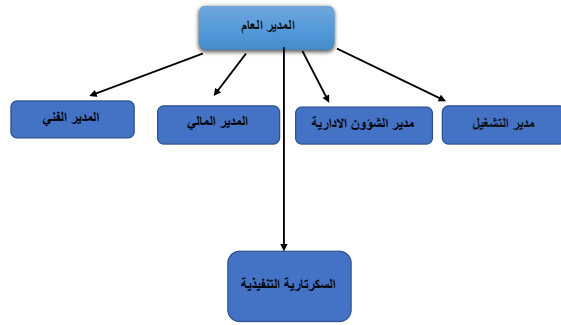 المدير العام
مدير التشغيل
مدير الشؤون الادارية
المدير المالي
المدير الفني
السكرتارية التنفيذية